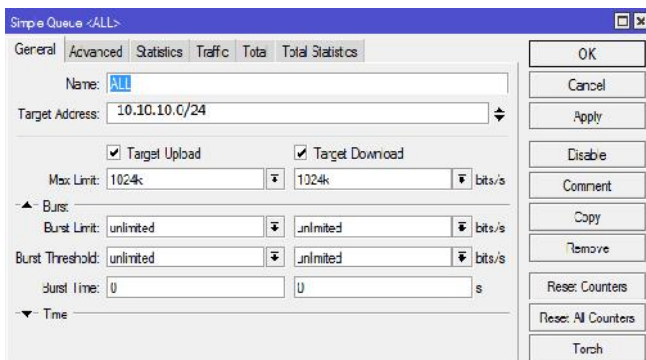 Simple Queue <ALL>
General Advanced Statistics Traffic Total Total Statistics
Name: ALL
Target Address: 10.10.10.0/24
Target Upload Target Download
Max Limit: 1024k 1024k bits/s
Burst
Burst Limit: unlimited unlimited bits/s
Burst Threshold: unlimited unlimited bits/s
Burst Time: 0 0 s
Time
OK
Cancel
Apply
Disable
Comment
Copy
Remove
Reset Counters
Reset All Counters
Torch